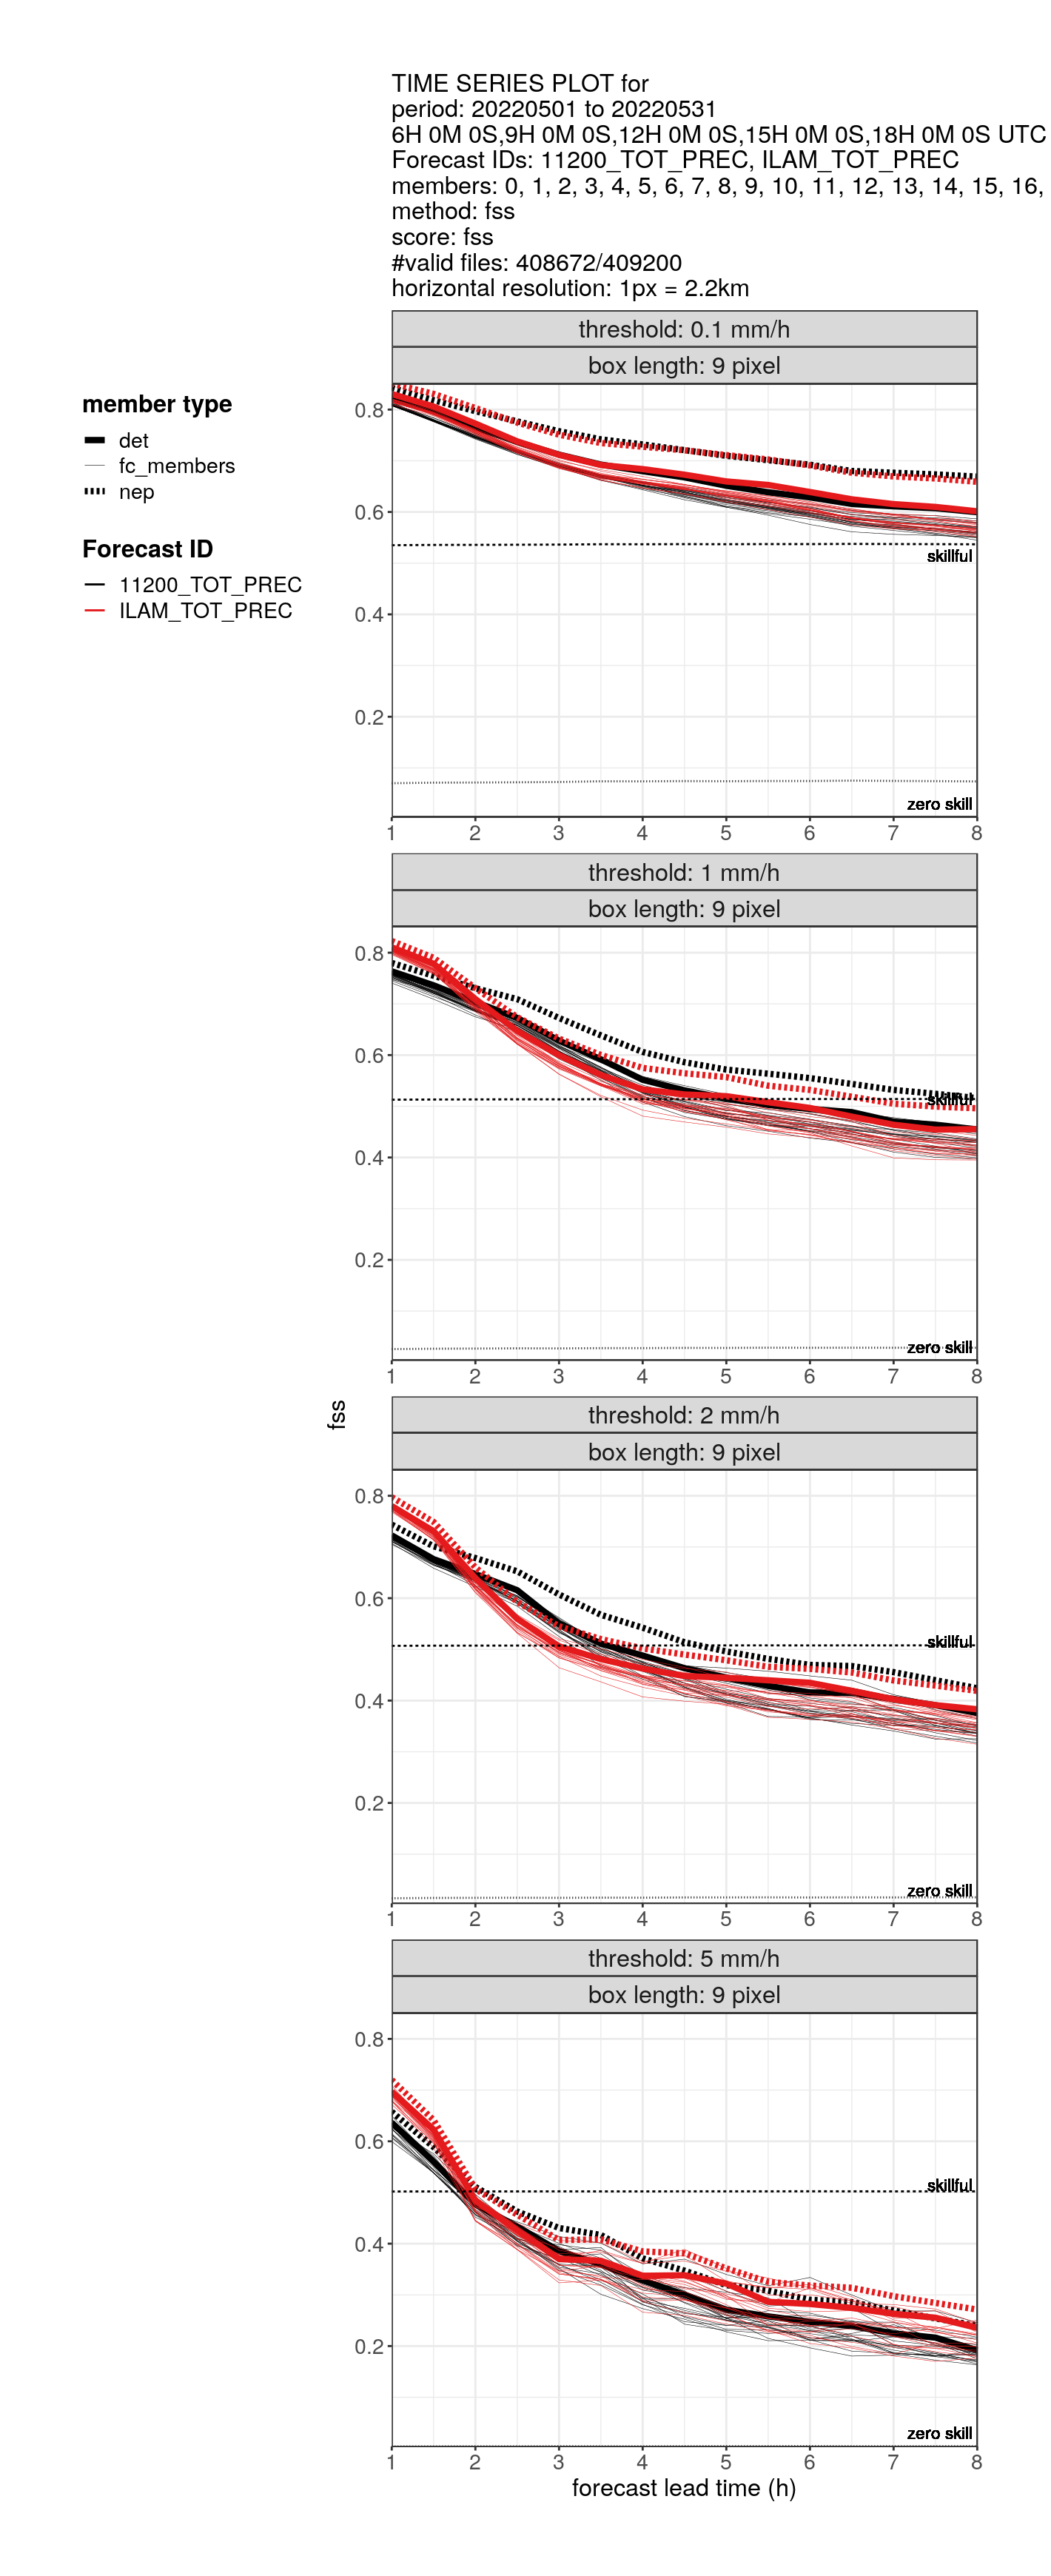 TIME SERIES PLOT for
period: 20220501 to 20220531
6H 0M 0S,9H 0M 0S,12H 0M 0S,15H 0M 0S,18H 0M 0S UTC
Forecast IDs: 11200_TOT_PREC, ILAM_TOT_PREC
members: 0, 1, 2, 3, 4, 5, 6, 7, 8, 9, 10, 11, 12, 13, 14, 15, 16,
method: fss
score: fss
#valid files: 408672/409200
horizontal resolution: 1px = 2.2km
member type
det
fc_members
nep
Forecast ID
11200_TOT_PREC
ILAM_TOT_PREC
threshold: 0.1 mm/h
box length: 9 pixel
0.8
0.6
0.4
0.2
skillful
zero skill
1 2 3 4 5 6 7 8
threshold: 1 mm/h
box length: 9 pixel
0.8
0.6
0.4
0.2
skillful
zero skill
1 2 3 4 5 6 7 8
fss
threshold: 2 mm/h
box length: 9 pixel
0.8
0.6
0.4
0.2
skillful
zero skill
1 2 3 4 5 6 7 8
threshold: 5 mm/h
box length: 9 pixel
0.8
0.6
0.4
0.2
skillful
zero skill
1 2 3 4 5 6 7 8
forecast lead time (h)